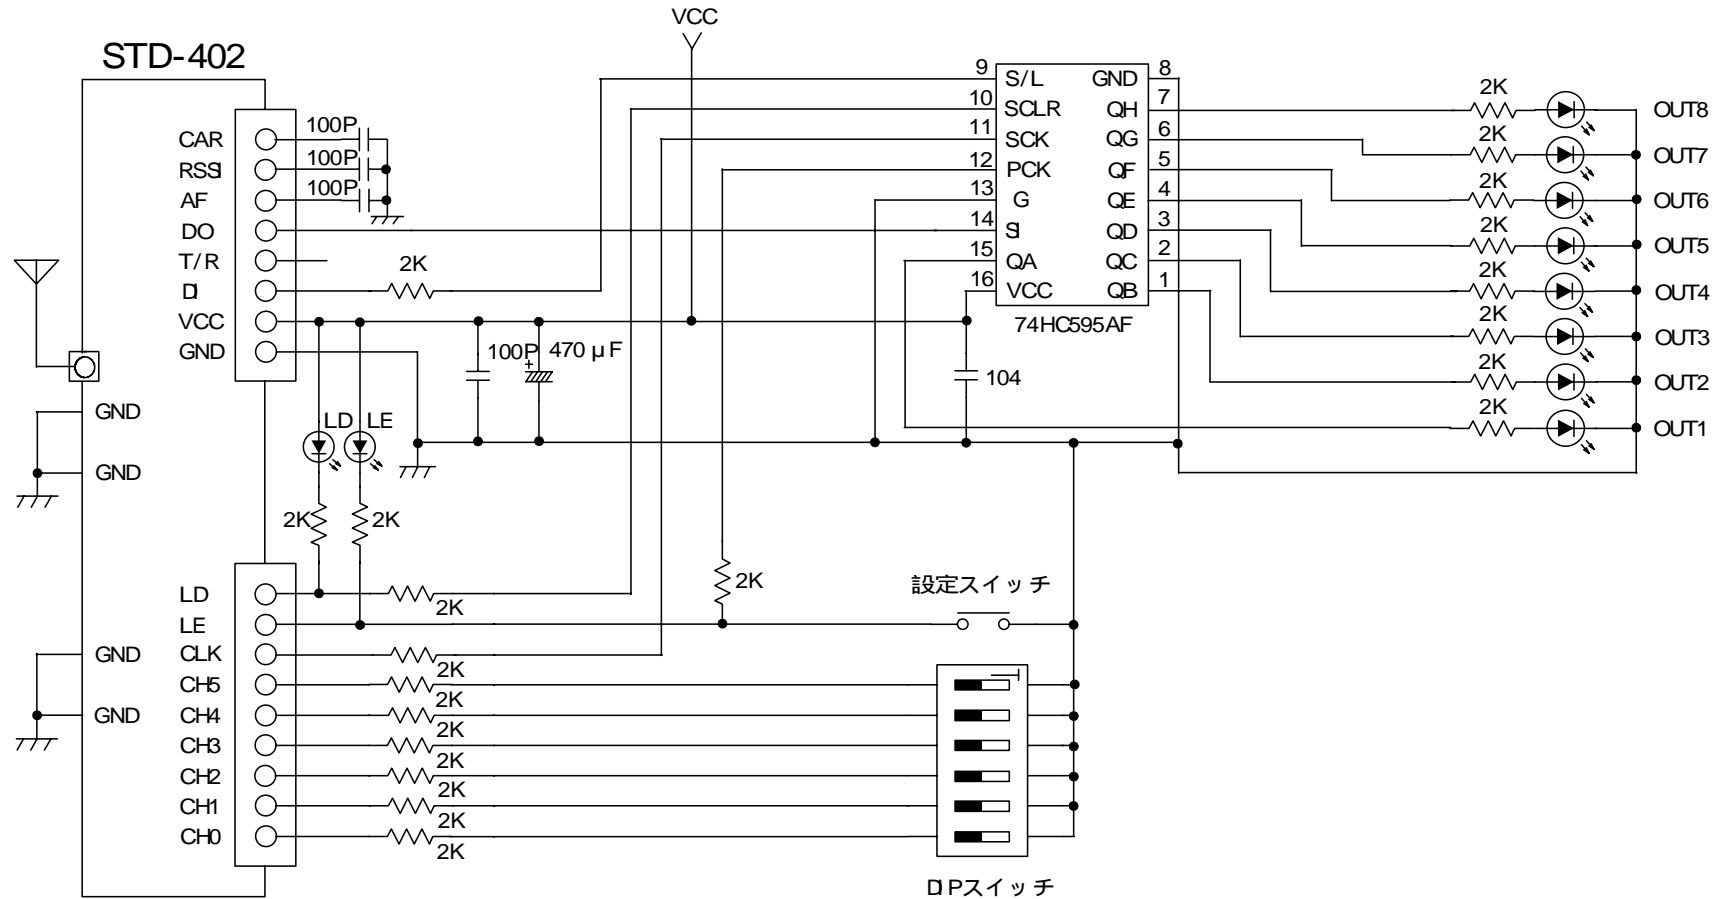 VCC
STD-402
CAR
RSSI
AF
DO
T/R
DI
VCC
GND
100P
100P
100P
2K
9
10
11
12
13
14
15
16
S/L
SCLR
SCK
PCK
G
SI
QA
VCC
GND
QH
QG
QF
QE
QD
QC
QB
8
7
6
5
4
3
2
1
74HC595AF
2K
2K
2K
2K
2K
2K
2K
2K
OUT8
OUT7
OUT6
OUT5
OUT4
OUT3
OUT2
OUT1
100P
+
470μF
104
GND
GND
LD
LE
2K
2K
2K
設定スイッチ
GND
GND
LD
LE
CLK
CH5
CH4
CH3
CH2
CH1
CH0
2K
2K
2K
2K
2K
2K
2K
2K
DIPスイッチ